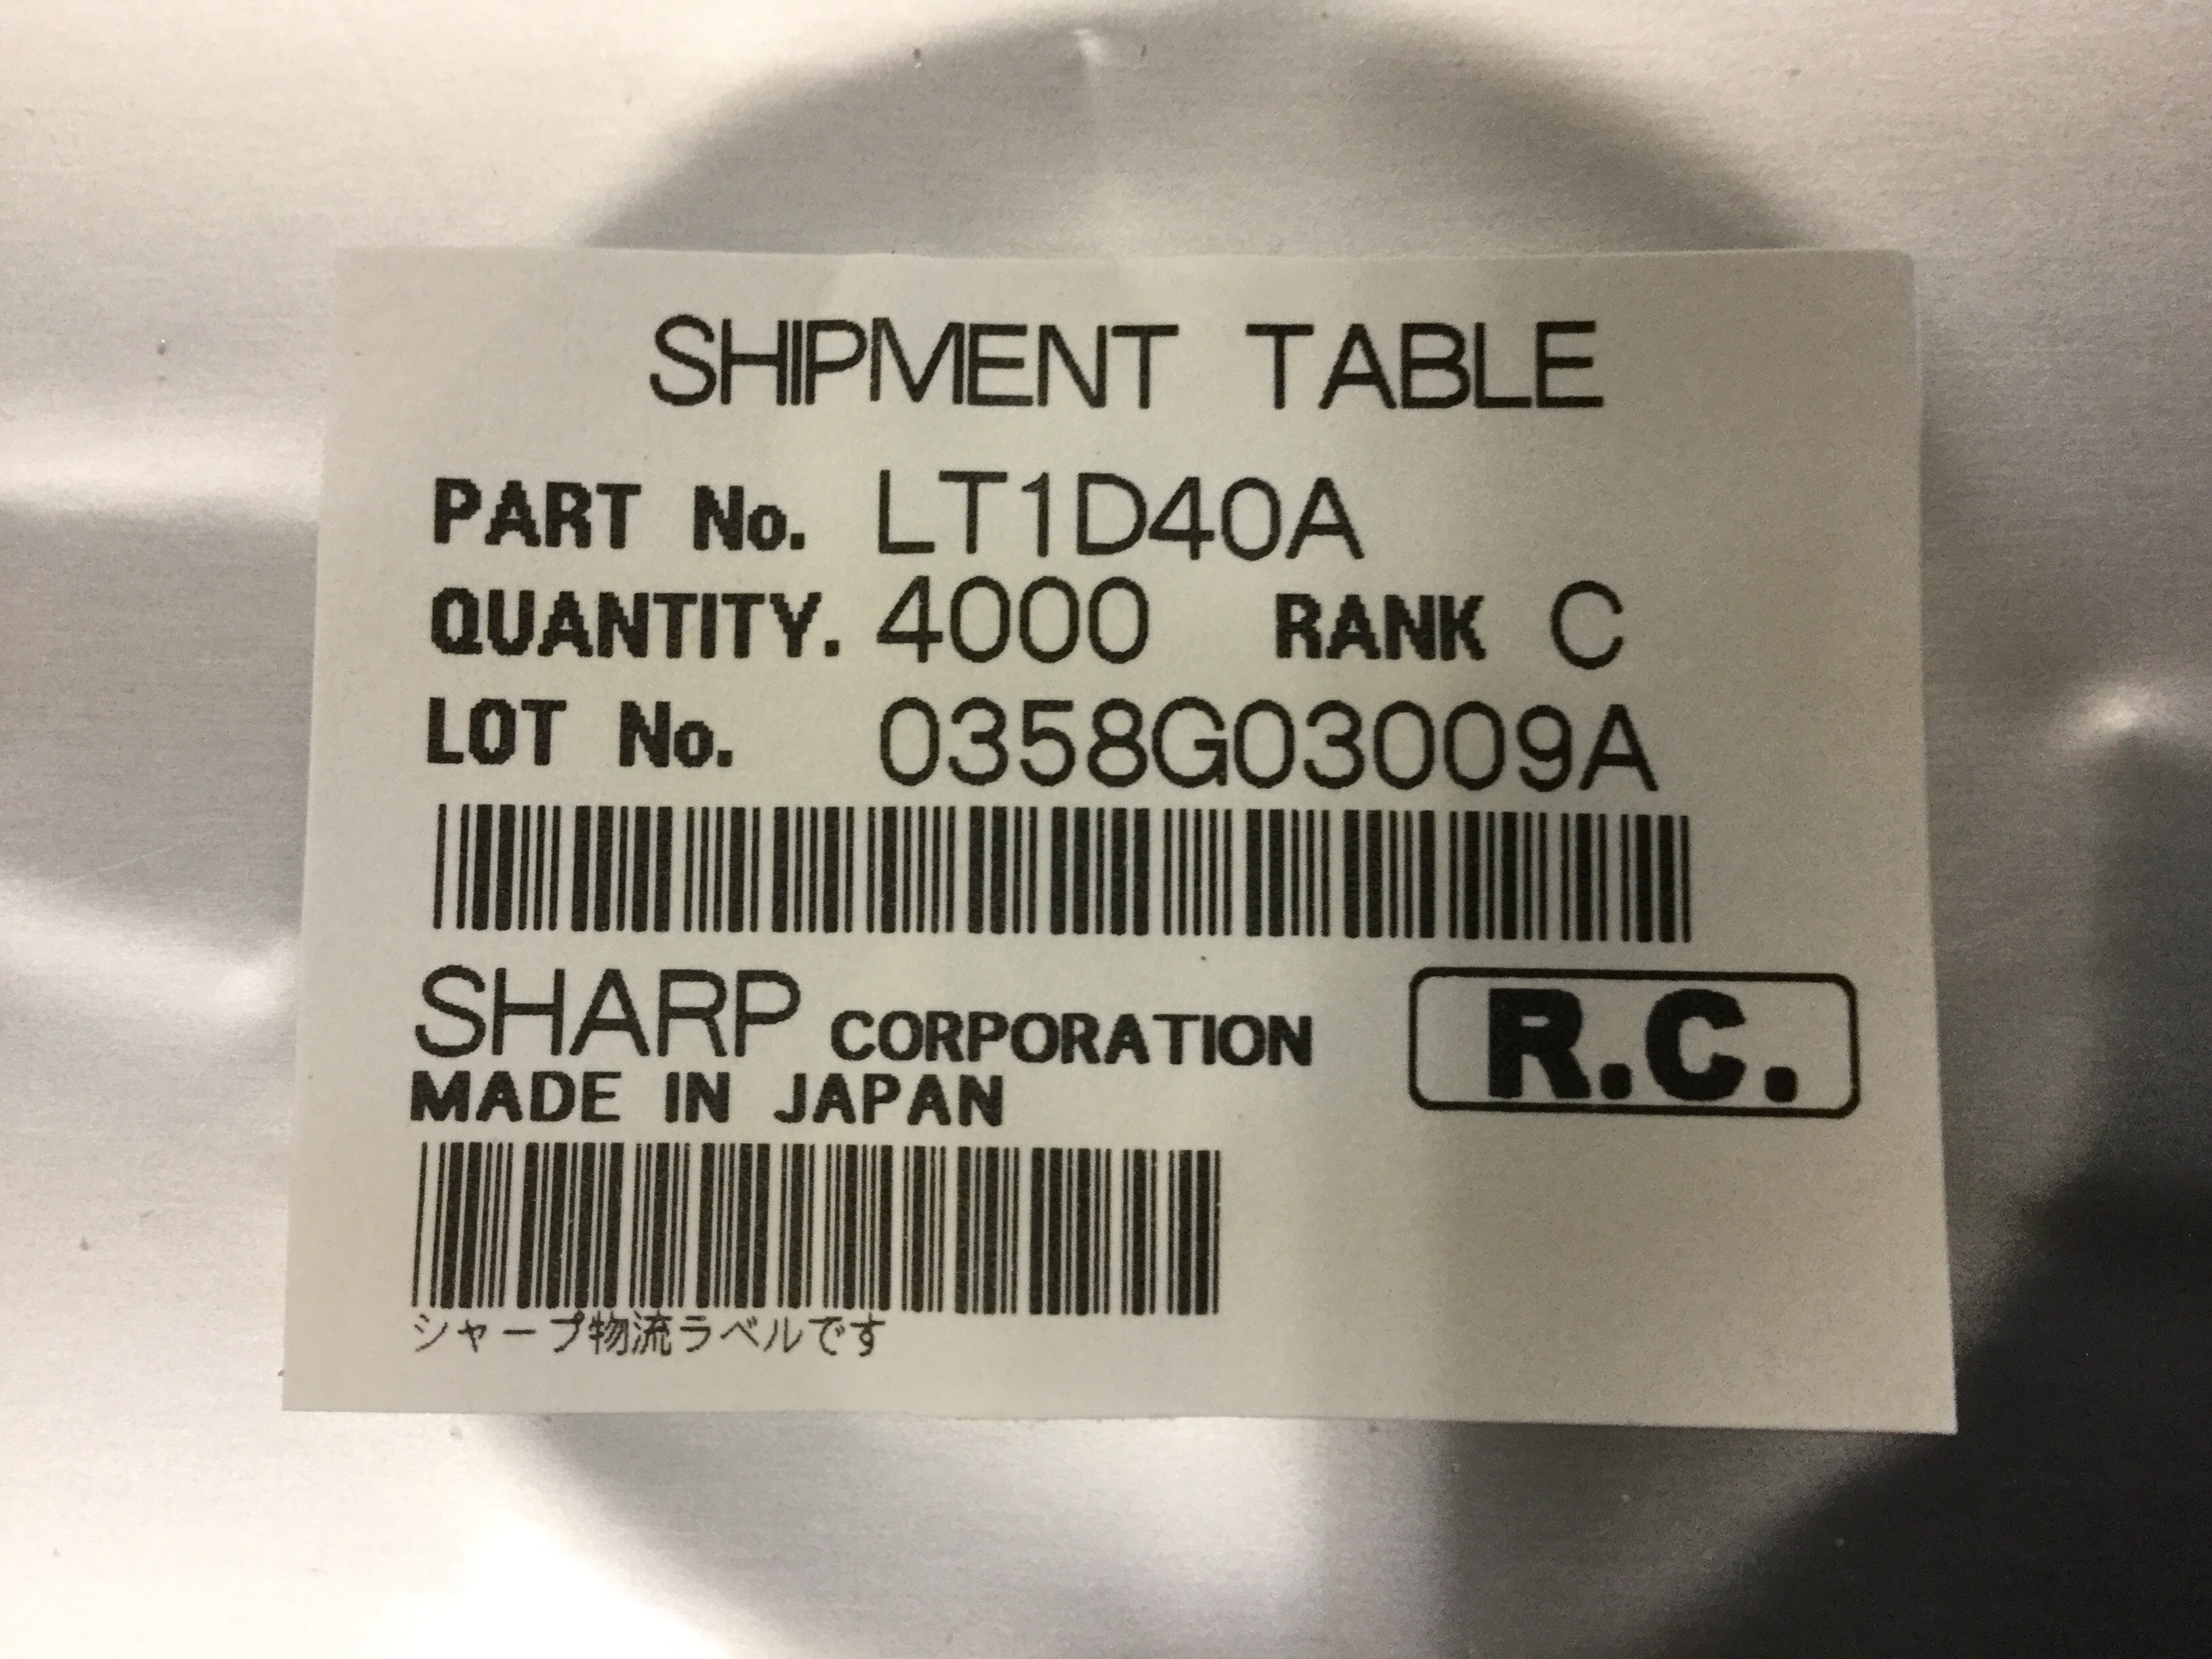 SHIPMENT TABLE
PART No. LT1D40A
QUANTITY. 4000 RANK C
LOT No. 0358G03009A
SHARP CORPORATION
R.C.
MADE IN JAPAN
シャープ物流ラベルです